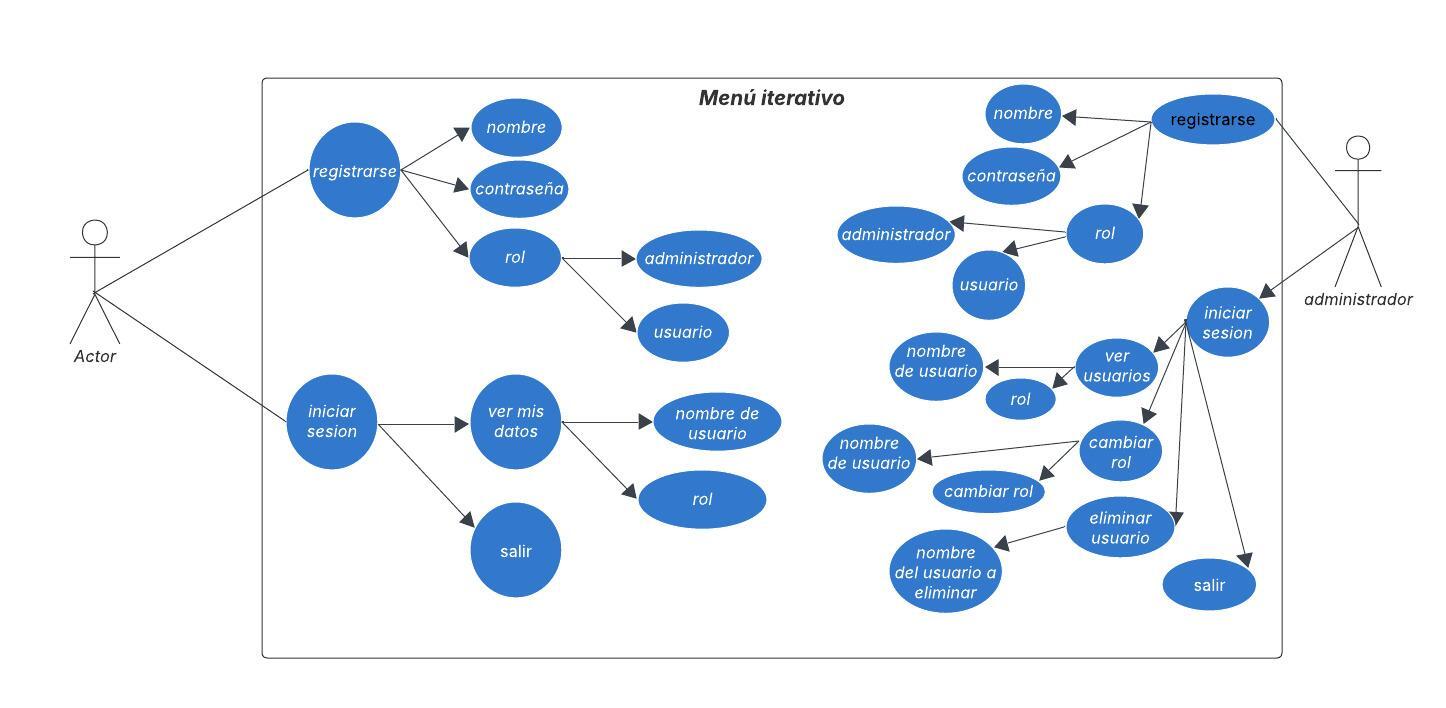 Menú iterativo
registrarse
nombre
contraseña
rol
administrador
usuario
Actor
iniciar
sesion
ver mis
datos
nombre de
usuario
rol
salir
nombre
registrarse
contraseña
administrador
rol
usuario
administrador
iniciar
sesion
nombre
de usuario
ver
usuarios
rol
nombre
de usuario
cambiar
rol
cambiar rol
eliminar
usuario
nombre
del usuario a
eliminar
salir